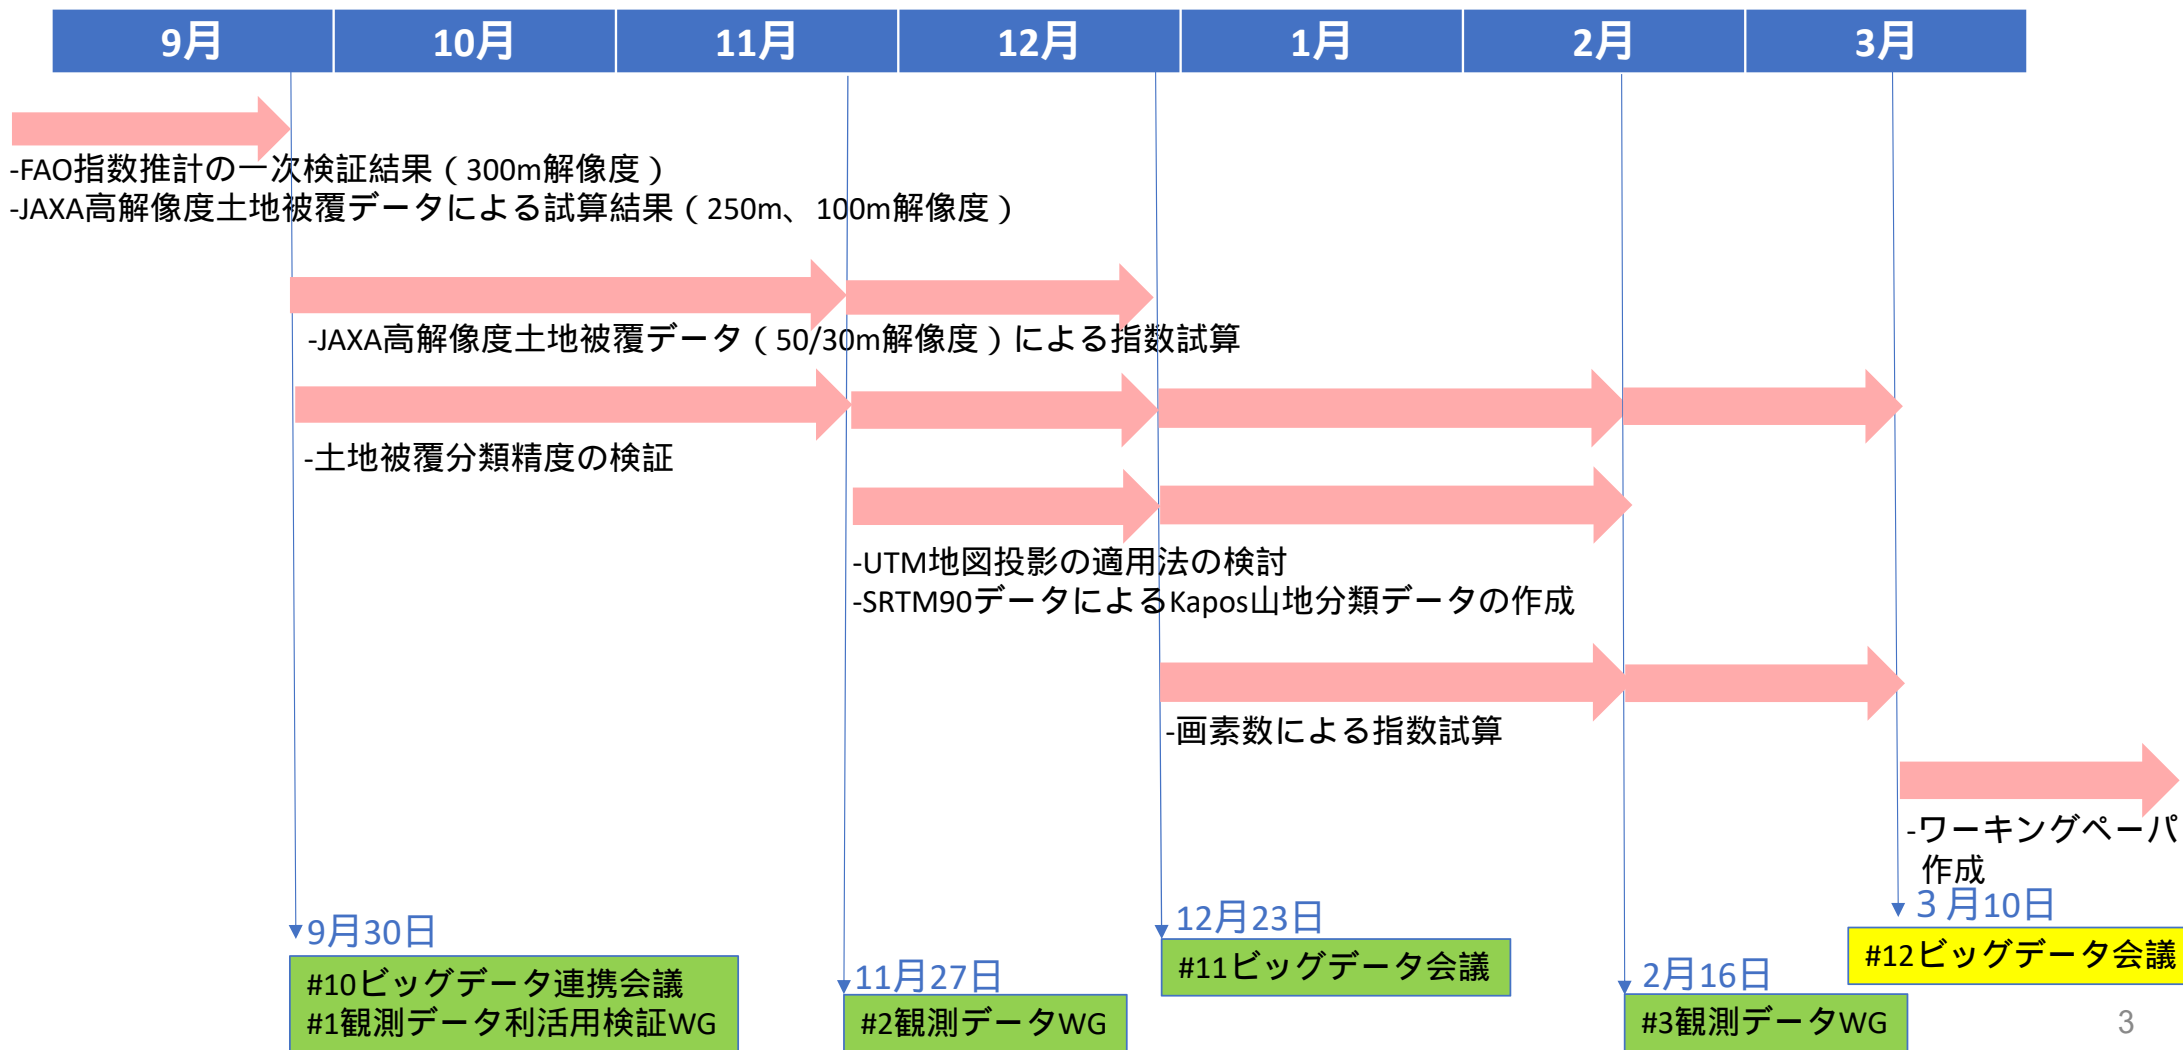 9月 10月 11月 12月 1月 2月 3月
-FAO指数推計の一次検証結果（300m解像度）
-JAXA高解像度土地被覆データによる試算結果（250m、100m解像度）
-JAXA高解像度土地被覆データ（50/30m解像度）による指数試算
-土地被覆分類精度の検証
-UTM地図投影の適用法の検討
-SRTM90データによるKapos山地分類データの作成
-画素数による指数試算
-ワーキングペーパ
作成
9月30日
#10ビッグデータ連携会議
#1観測データ利活用検証WG
11月27日
#2観測データWG
12月23日
#11ビッグデータ会議
2月16日
#3観測データWG
３月10日
#12ビッグデータ会議
3